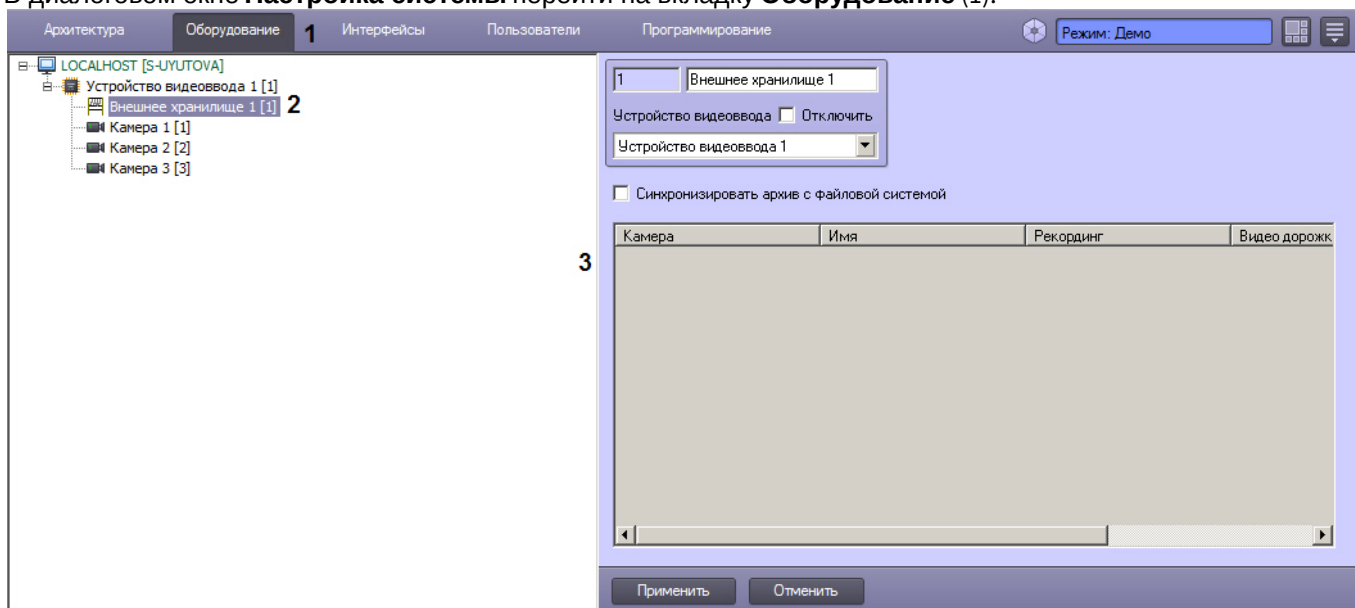 В диалоговом окне Настройка системы перейти на вкладку Оборудование (1).
Архитектура Оборудование 1 Интерфейсы Пользователи Программирование Режим: Демо
LOCALHOST [S-UYUTOVA]
Устройство видеоввода 1 [1]
Внешнее хранилище 1 [1] 2
Камера 1 [1]
Камера 2 [2]
Камера 3 [3]
3
1 Внешнее хранилище 1
Устройство видеоввода Отключить
Устройство видеоввода 1
Синхронизировать архив с файловой системой
Камера Имя Рекординг Видео дорожк
Применить Отменить